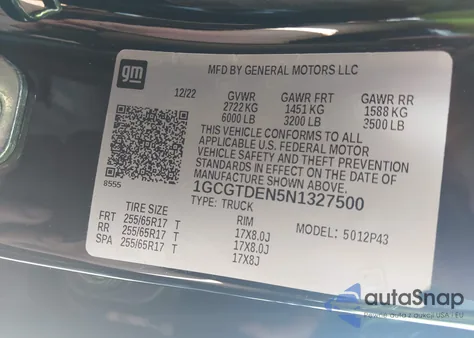 gm
MFD BY GENERAL MOTORS LLC
12/22 GVWR GAWR FRT GAWR RR
2722 KG 1451 KG 1588 KG
6000 LB 3200 LB 3500 LB
THIS VEHICLE CONFORMS TO ALL
APPLICABLE U.S. FEDERAL MOTOR
VEHICLE SAFETY AND THEFT PREVENTION
STANDARDS IN EFFECT ON THE DATE OF
MANUFACTURE SHOWN ABOVE.
8555
1GCGTDEN5N1327500
TYPE: TRUCK
TIRE SIZE RIM MODEL: 5012P43
FRT 255/65R17 T 17X8.0J
RR 255/65R17 T 17X8.0J
SPA 255/65R17 T 17X8J
autoSnap
USA I EU